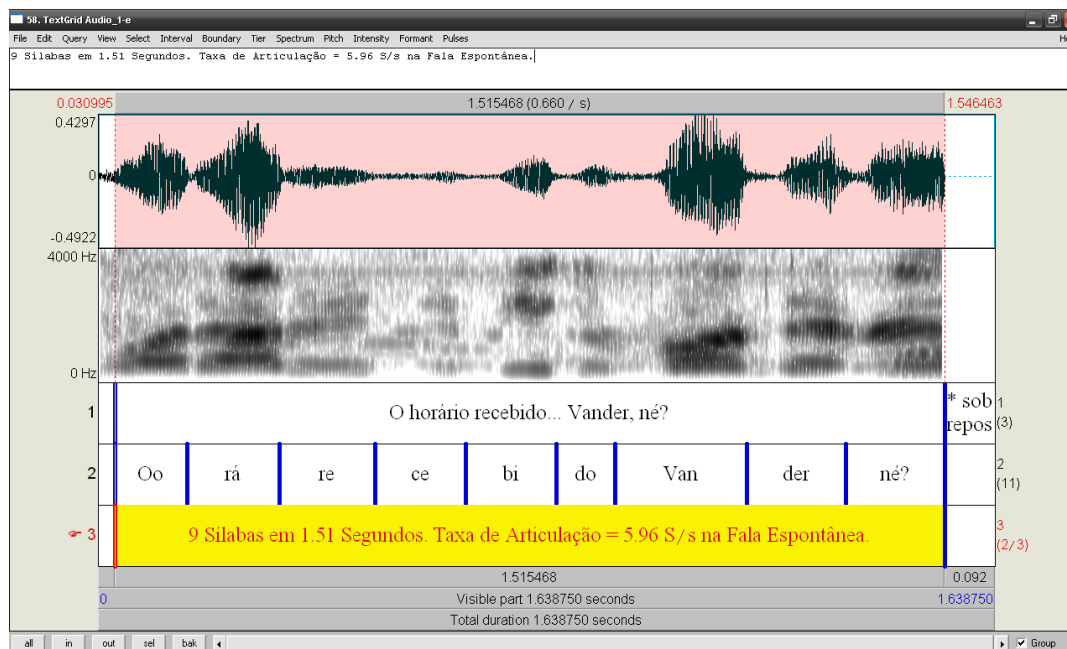 58. TextGrid Audio_1-e
File Edit Query View Select Interval Boundary Tier Spectrum Pitch Intensity Formant Pulses
9 Sílabas em 1.51 Segundos. Taxa de Articulação = 5.96 S/s na Fala Espontânea.
0.030995 1.515468 (0.660 / s) 1.546463
0.4297
0
-0.4922
4000 Hz
0 Hz
1 O horário recebido... Vander, né? * sob 1
repos (3)
2 Oo rá re ce bi do Van der né? 2
(11)
3 9 Sílabas em 1.51 Segundos. Taxa de Articulação = 5.96 S/s na Fala Espontânea. 3
(2/3)
1.515468 0.092
0 Visible part 1.638750 seconds 1.638750
Total duration 1.638750 seconds
all in out sel bak Group